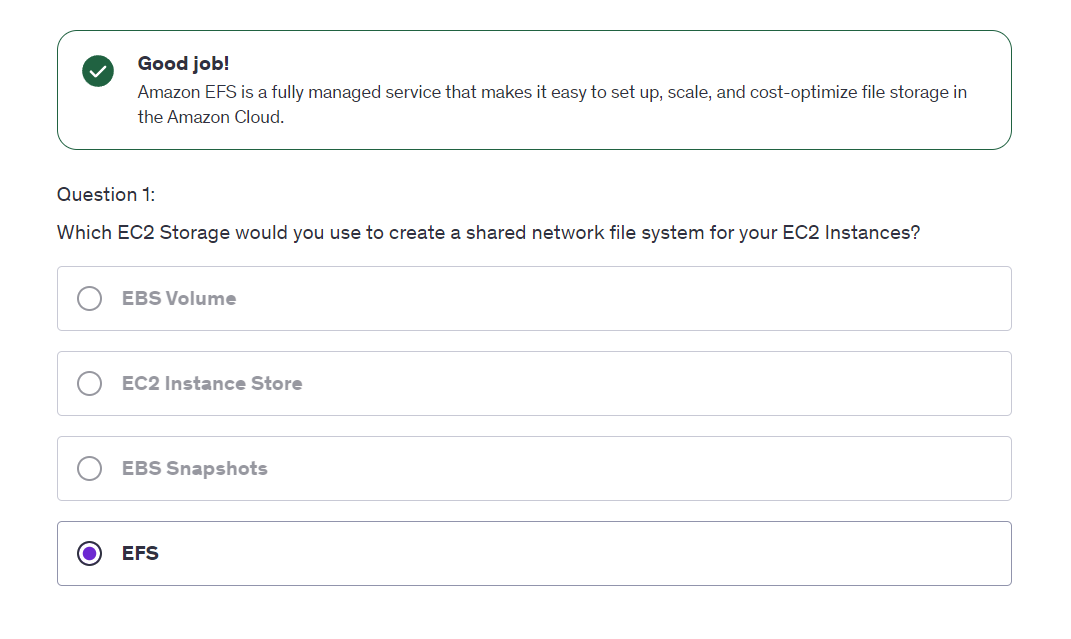 Good job!
Amazon EFS is a fully managed service that makes it easy to set up, scale, and cost-optimize file storage in
the Amazon Cloud.
Question 1:
Which EC2 Storage would you use to create a shared network file system for your EC2 Instances?
EBS Volume
EC2 Instance Store
EBS Snapshots
EFS